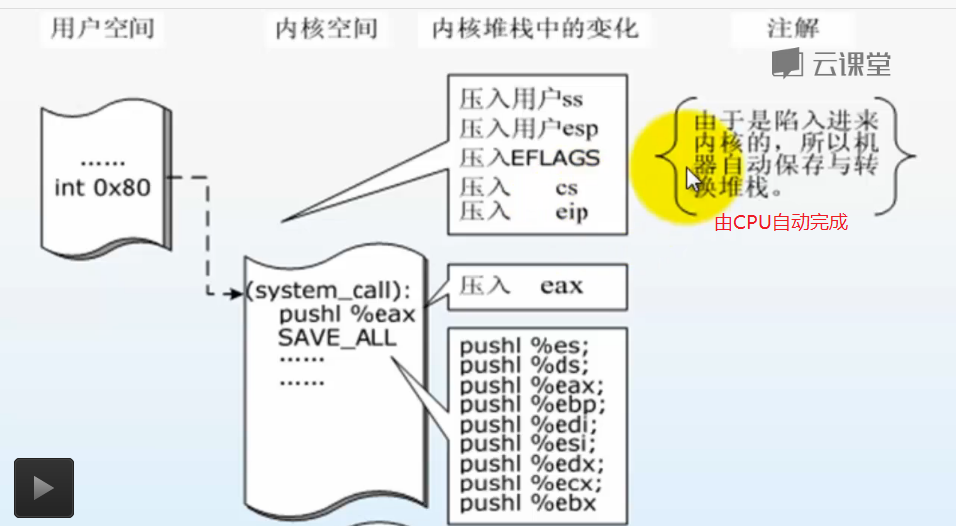 用户空间
内核空间
内核堆栈中的变化
注解
云课堂
......
int 0x80
压入用户ss
压入用户esp
压入EFLAGS
压入 cs
压入 eip
由于是陷入进来
内核的，所以机
器自动保存与转
换堆栈。
由CPU自动完成
(system_call):
pushl %eax
SAVE_ALL
......
......
压入 eax
pushl %es;
pushl %ds;
pushl %eax;
pushl %ebp;
pushl %edi;
pushl %esi;
pushl %edx;
pushl %ecx;
pushl %ebx